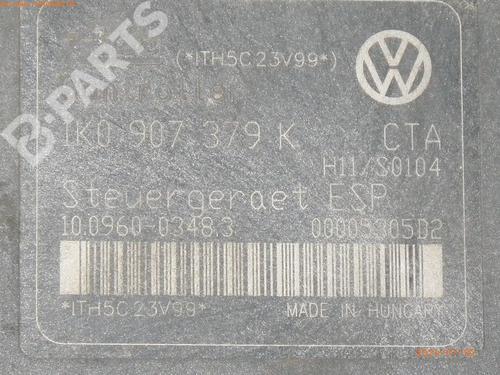 B-PARTS
(*ITH5C 23V99*)
1K0 907 379 K CTA
H11/S0104
Steuergeraet ESP
10.0960-0348.3 00005305D2
*ITH5C 23V99* MADE IN HUNGARY